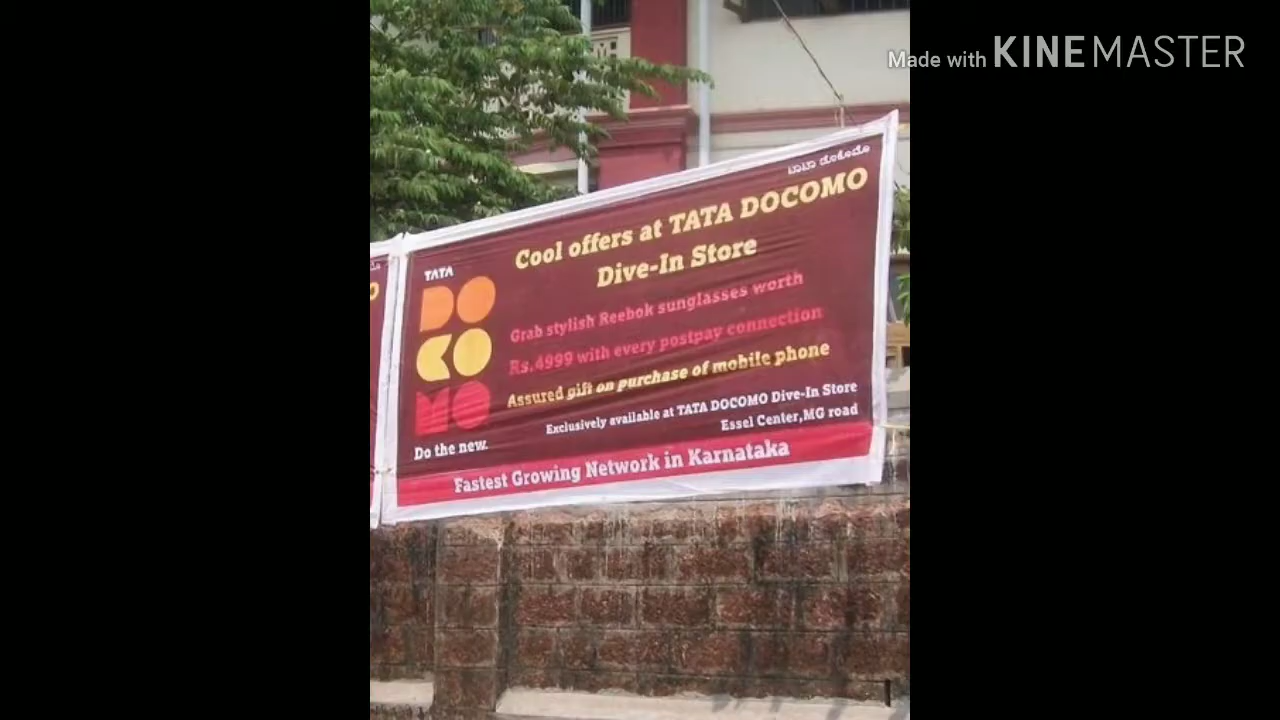 Made with KINEMASTER
ಟಾಟಾ ಡೊಕೊಮೊ
Cool offers at TATA DOCOMO
Dive-In Store
TATA
DO
CO
MO
Do the new.
Grab stylish Reebok sunglasses worth
Rs.4999 with every postpay connection
Assured gift on purchase of mobile phone
Exclusively available at TATA DOCOMO Dive-In Store
Essel Center,MG road
Fastest Growing Network in Karnataka